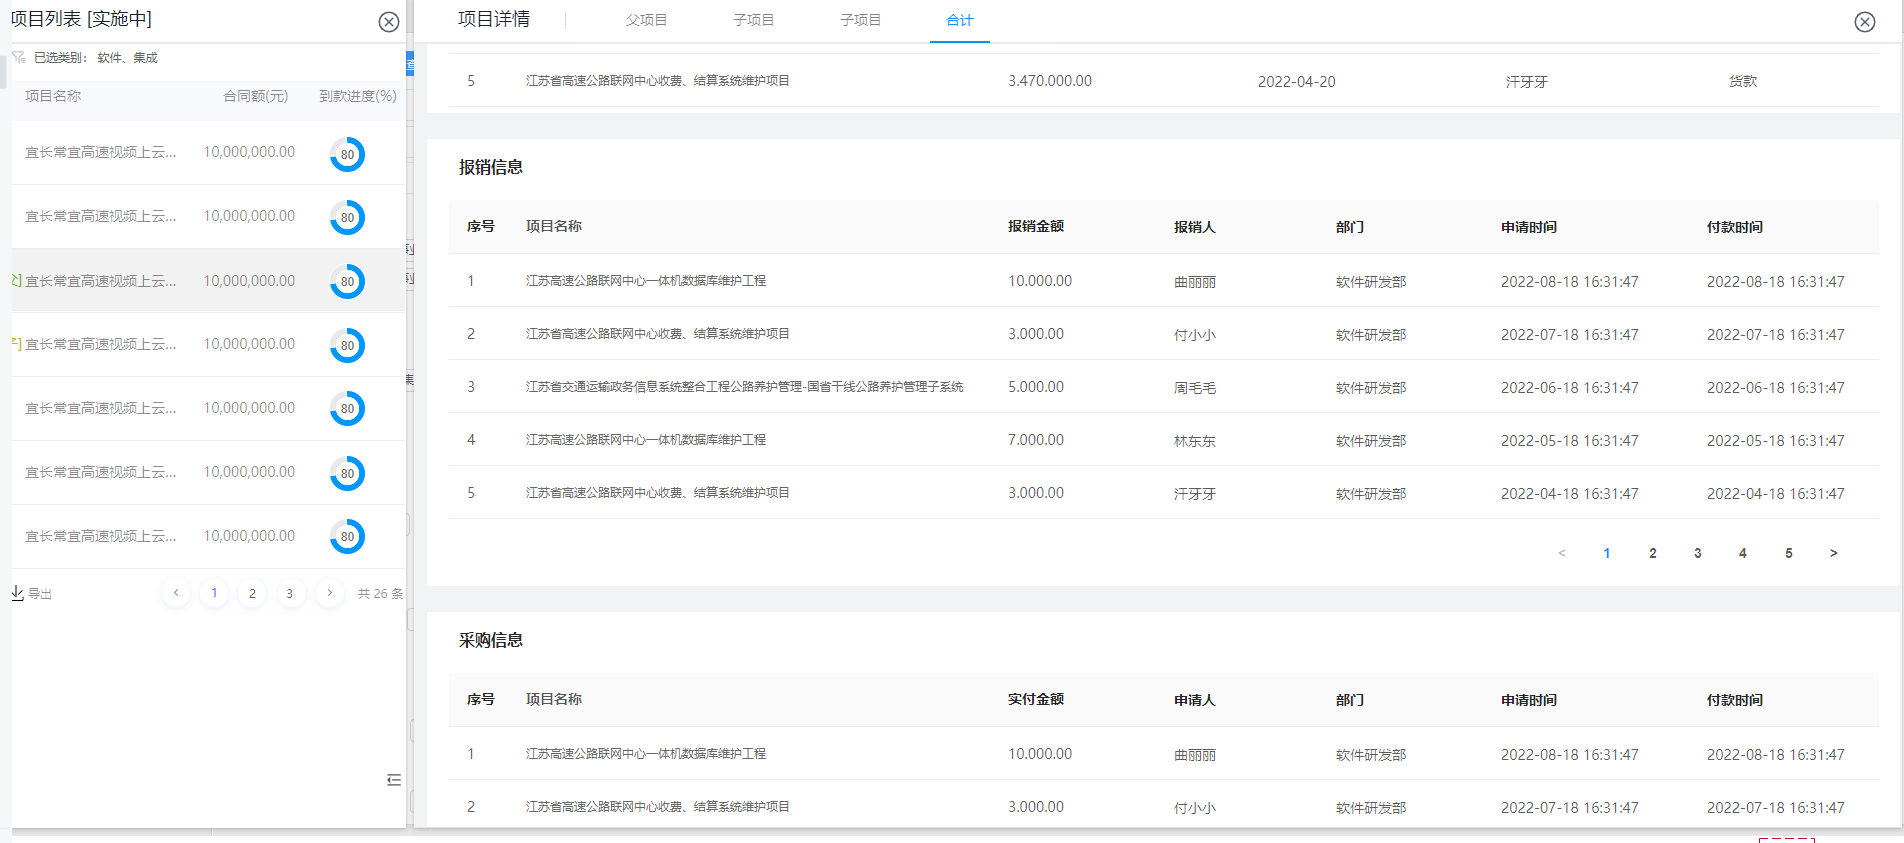 项目列表 [实施中]
已选类别： 软件、集成
项目名称 合同额(元) 到款进度(%)
宜长常宜高速视频上云... 10,000,000.00 80
宜长常宜高速视频上云... 10,000,000.00 80
宜长常宜高速视频上云... 10,000,000.00 80
宜长常宜高速视频上云... 10,000,000.00 80
宜长常宜高速视频上云... 10,000,000.00 80
宜长常宜高速视频上云... 10,000,000.00 80
宜长常宜高速视频上云... 10,000,000.00 80
导出 < 1 2 3 > 共 26 条
项目详情 父项目 子项目 子项目 合计
5 江苏省高速公路联网中心收费、结算系统维护项目 3.470.000.00 2022-04-20 汗牙牙 货款
报销信息
序号 项目名称 报销金额 报销人 部门 申请时间 付款时间
1 江苏高速公路联网中心一体机数据库维护工程 10.000.00 曲丽丽 软件研发部 2022-08-18 16:31:47 2022-08-18 16:31:47
2 江苏省高速公路联网中心收费、结算系统维护项目 3.000.00 付小小 软件研发部 2022-07-18 16:31:47 2022-07-18 16:31:47
3 江苏省交通运输政务信息系统整合工程公路养护管理-国省干线公路养护管理子系统 5.000.00 周毛毛 软件研发部 2022-06-18 16:31:47 2022-06-18 16:31:47
4 江苏高速公路联网中心一体机数据库维护工程 7.000.00 林东东 软件研发部 2022-05-18 16:31:47 2022-05-18 16:31:47
5 江苏省高速公路联网中心收费、结算系统维护项目 3.000.00 汗牙牙 软件研发部 2022-04-18 16:31:47 2022-04-18 16:31:47
< 1 2 3 4 5 >
采购信息
序号 项目名称 实付金额 申请人 部门 申请时间 付款时间
1 江苏高速公路联网中心一体机数据库维护工程 10.000.00 曲丽丽 软件研发部 2022-08-18 16:31:47 2022-08-18 16:31:47
2 江苏省高速公路联网中心收费、结算系统维护项目 3.000.00 付小小 软件研发部 2022-07-18 16:31:47 2022-07-18 16:31:47